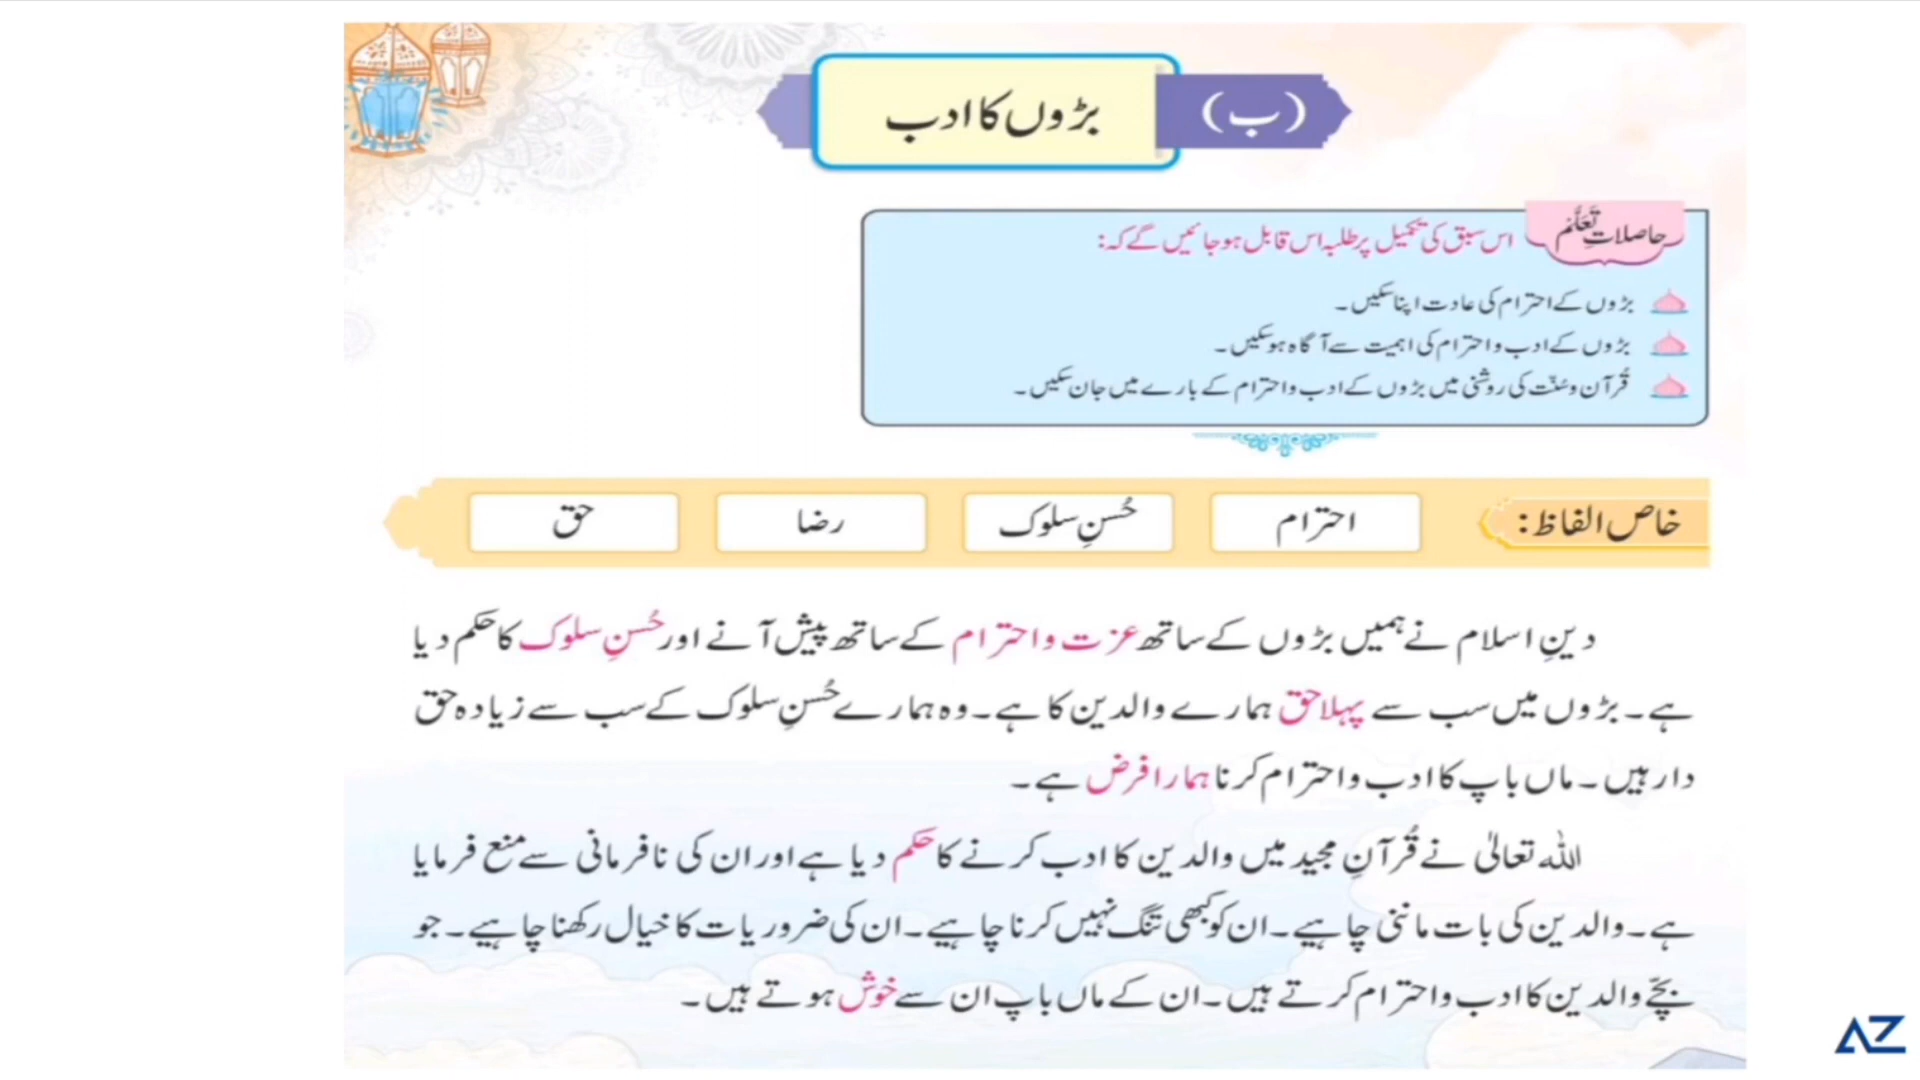 (ب) بڑوں کا ادب
حاصلاتِ تَعَلُّم
اس سبق کی تکمیل پر طلبہ اس قابل ہو جائیں گے کہ:
بڑوں کے احترام کی عادت اپنا سکیں۔
بڑوں کے ادب و احترام کی اہمیت سے آگاہ ہو سکیں۔
قُرآن و سُنّت کی روشنی میں بڑوں کے ادب و احترام کے بارے میں جان سکیں۔
خاص الفاظ: احترام حُسنِ سلوک رضا حق
دینِ اسلام نے ہمیں بڑوں کے ساتھ عزت و احترام کے ساتھ پیش آنے اور حُسنِ سلوک کا حکم دیا
ہے۔ بڑوں میں سب سے پہلا حق ہمارے والدین کا ہے۔ وہ ہمارے حُسنِ سلوک کے سب سے زیادہ حق
دار ہیں۔ ماں باپ کا ادب و احترام کرنا ہمارا فرض ہے۔
اللہ تعالیٰ نے قُرآنِ مجید میں والدین کا ادب کرنے کا حکم دیا ہے اور ان کی نافرمانی سے منع فرمایا
ہے۔ والدین کی بات ماننی چاہیے۔ ان کو کبھی تنگ نہیں کرنا چاہیے۔ ان کی ضروریات کا خیال رکھنا چاہیے۔ جو
بچّے والدین کا ادب و احترام کرتے ہیں۔ ان کے ماں باپ ان سے خوش ہوتے ہیں۔
AZ